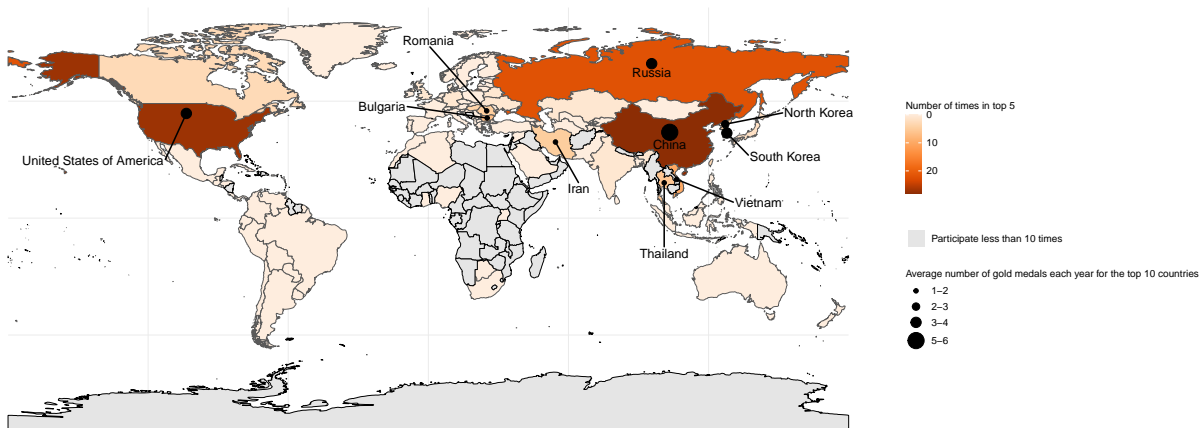 Romania
Russia
Bulgaria
North Korea
China
United States of America
South Korea
Iran
Vietnam
Thailand
Number of times in top 5
0
10
20
Participate less than 10 times
Average number of gold medals each year for the top 10 countries
1–2
2–3
3–4
5–6